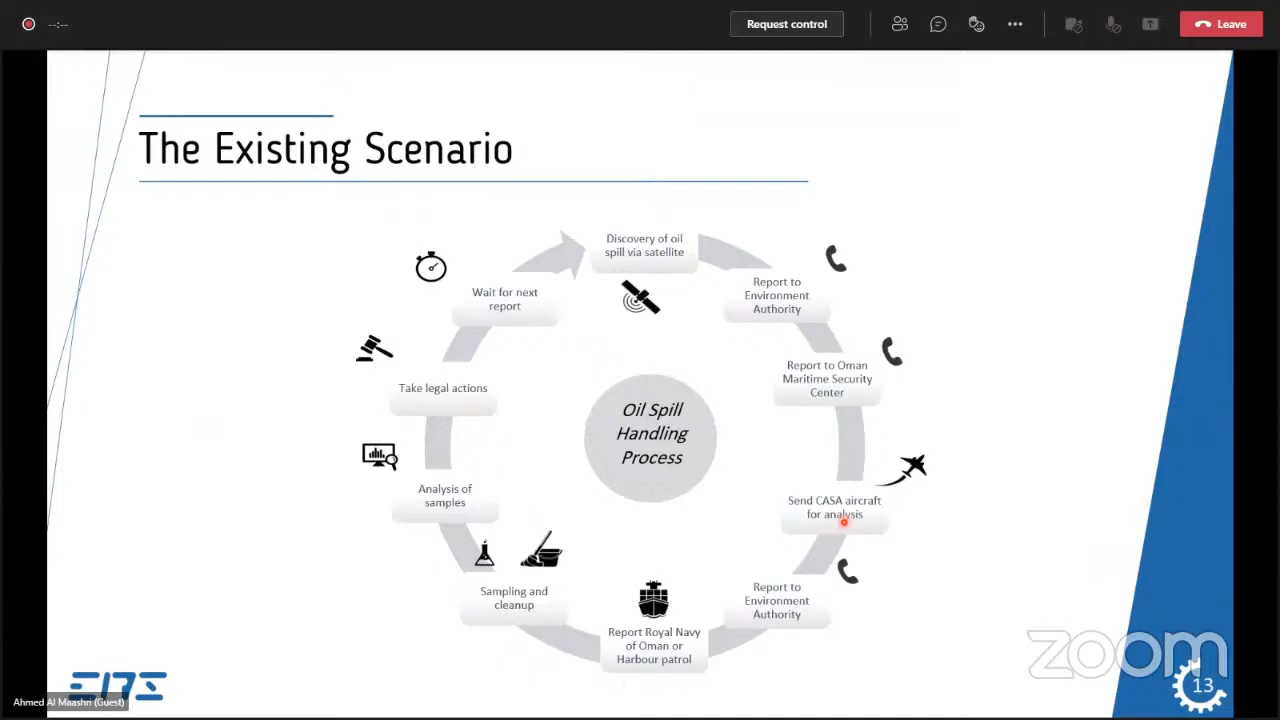 --:--
Request control
Leave
The Existing Scenario
Discovery of oil
spill via satellite
Report to
Environment
Authority
Report to Oman
Maritime Security
Center
Send CASA aircraft
for analysis
Report to
Environment
Authority
Report Royal Navy
of Oman or
Harbour patrol
Sampling and
cleanup
Analysis of
samples
Take legal actions
Wait for next
report
Oil Spill
Handling
Process
Ahmed Al Maashri (Guest)
zoom
13